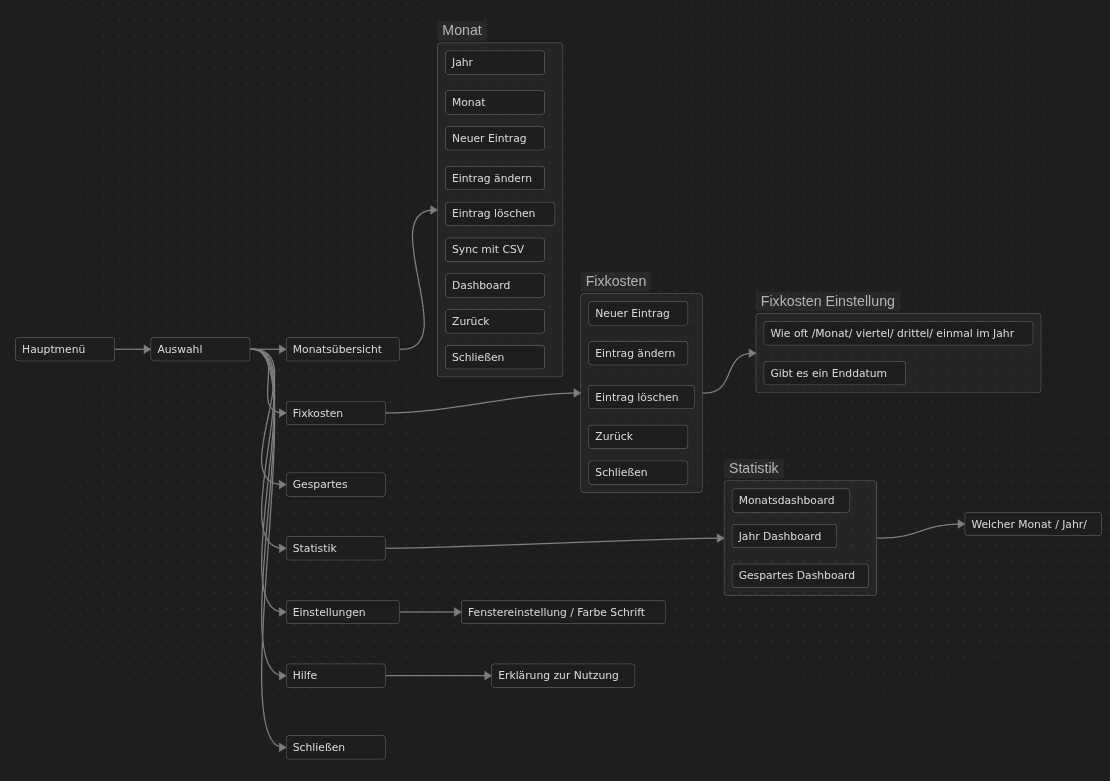 Monat
Jahr
Monat
Neuer Eintrag
Eintrag ändern
Eintrag löschen
Sync mit CSV
Dashboard
Zurück
Schließen
Hauptmenü
Auswahl
Monatsübersicht
Fixkosten
Gespartes
Statistik
Einstellungen
Hilfe
Schließen
Fixkosten
Neuer Eintrag
Eintrag ändern
Eintrag löschen
Zurück
Schließen
Fixkosten Einstellung
Wie oft /Monat/ viertel/ drittel/ einmal im Jahr
Gibt es ein Enddatum
Statistik
Monatsdashboard
Jahr Dashboard
Gespartes Dashboard
Welcher Monat / Jahr/
Fenstereinstellung / Farbe Schrift
Erklärung zur Nutzung